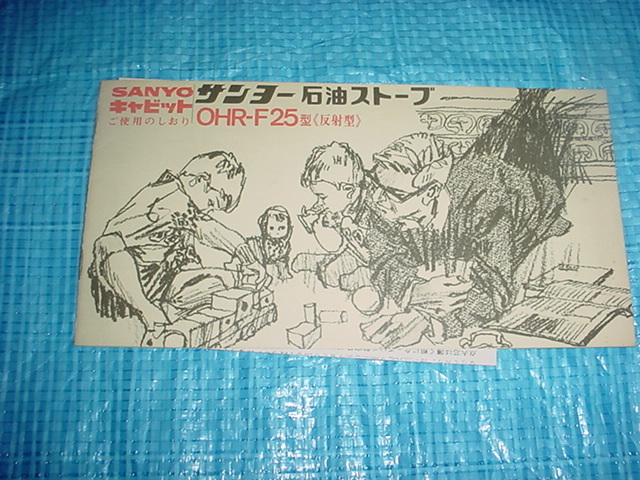 SANYO
キャビット
ご使用のしおり
サンヨー石油ストーブ
OHR-F25型《反射型》